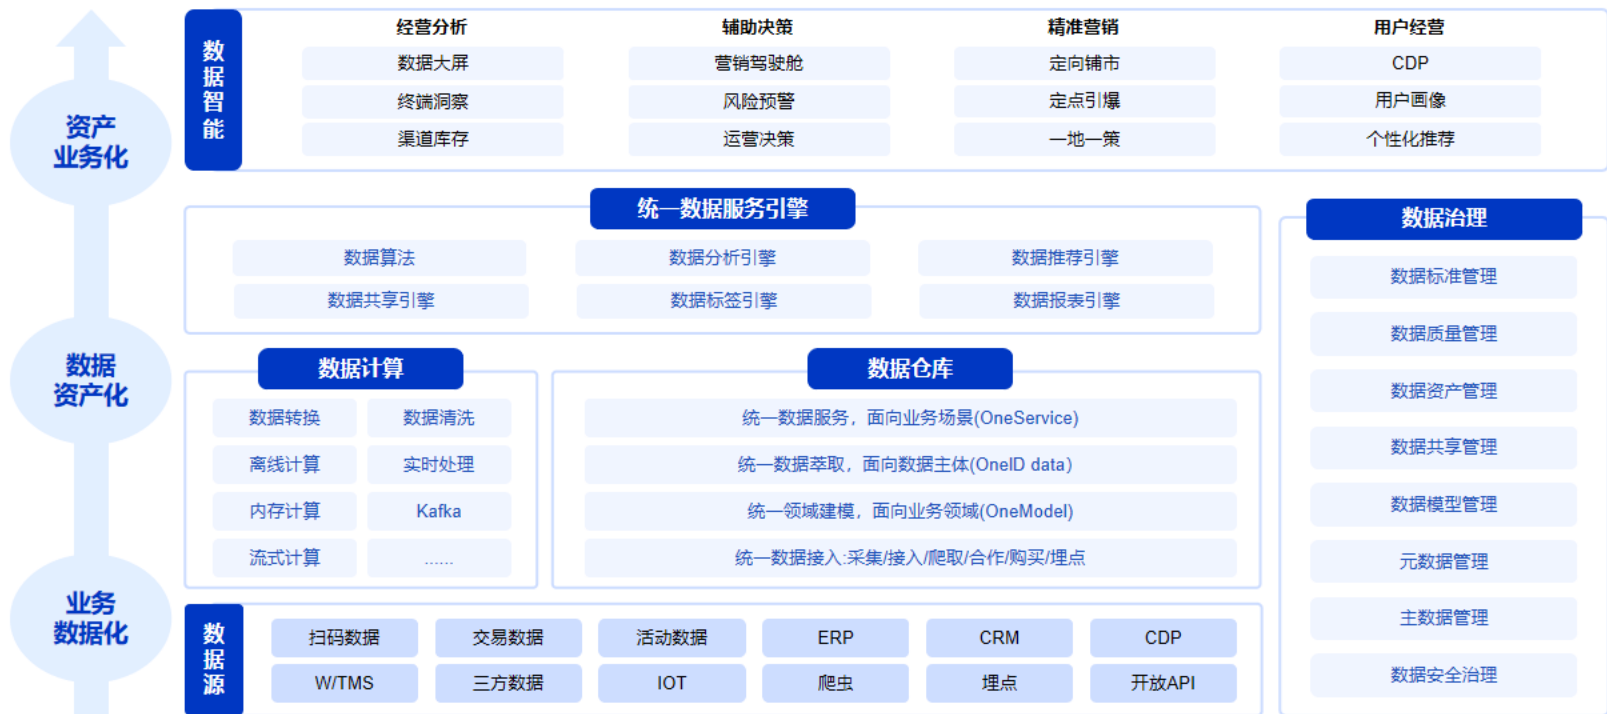 资产
业务化
数据
资产化
业务
数据化
数据智能
经营分析
数据大屏
终端洞察
渠道库存
辅助决策
营销驾驶舱
风险预警
运营决策
精准营销
定向铺市
定点引爆
一地一策
用户经营
CDP
用户画像
个性化推荐
统一数据服务引擎
数据算法
数据分析引擎
数据推荐引擎
数据共享引擎
数据标签引擎
数据报表引擎
数据计算
数据转换
数据清洗
离线计算
实时处理
内存计算
Kafka
流式计算
......
数据仓库
统一数据服务，面向业务场景(OneService)
统一数据萃取，面向数据主体(OneID data)
统一领域建模，面向业务领域(OneModel)
统一数据接入:采集/接入/爬取/合作/购买/埋点
数据源
扫码数据
交易数据
活动数据
ERP
CRM
CDP
W/TMS
三方数据
IOT
爬虫
埋点
开放API
数据治理
数据标准管理
数据质量管理
数据资产管理
数据共享管理
数据模型管理
元数据管理
主数据管理
数据安全治理